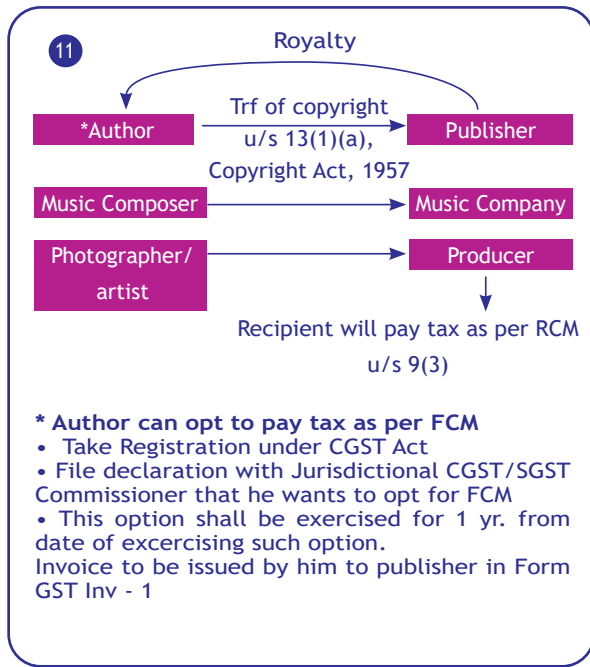 11
Royalty
*Author
Trf of copyright
u/s 13(1)(a),
Copyright Act, 1957
Publisher
Music Composer
Music Company
Photographer/
artist
Producer
Recipient will pay tax as per RCM
u/s 9(3)
* Author can opt to pay tax as per FCM
• Take Registration under CGST Act
• File declaration with Jurisdictional CGST/SGST
Commissioner that he wants to opt for FCM
• This option shall be exercised for 1 yr. from
date of excercising such option.
Invoice to be issued by him to publisher in Form
GST Inv - 1